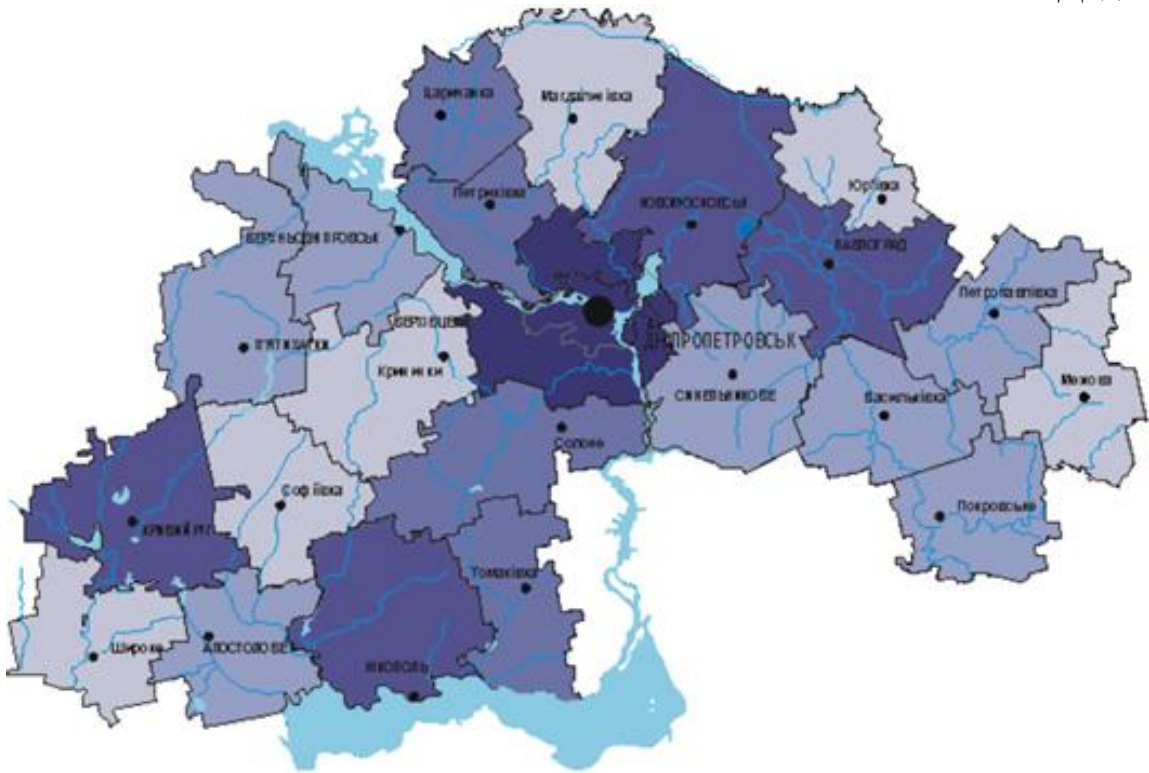 Царичанка
Магдалинівка
Юр'ївка
Петриківка
НОВОМОСКОВСЬК
ВЕРХНЬОДНІПРОВСЬК
ПАВЛОГРАД
Петропавлівка
ДНІПРОПЕТРОВСЬК
П'ЯТИХАТКИ
Кринички
СИНЕЛЬНИКОВЕ
Васильківка
Межова
Солоне
Софіївка
Покровське
КРИВИЙ РІГ
Томаківка
Широке
АПОСТОЛОВЕ
НІКОПОЛЬ